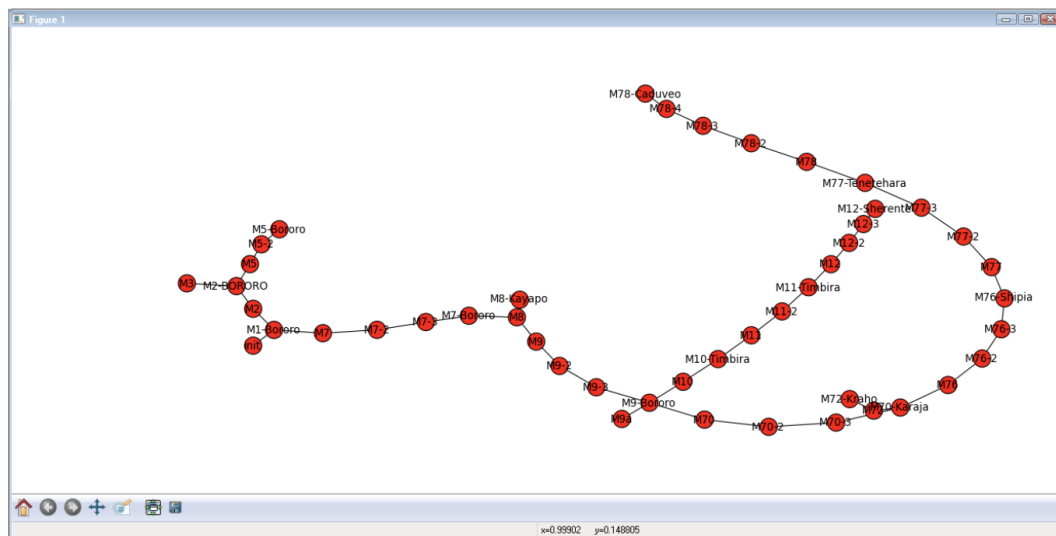 Figure 1
M78-Caduveo
M78-4
M78-3
M78-2
M78
M77-Tenetehara
M12-Sherente
M77-3
M12-3
M5-Bororo
M77-2
M5-2
M12-2
M5
M12
M77
M3
M2-BORORO
M11-Timbira
M76-Shipia
M8-Kayapo
M2
M11-2
M7-Bororo
M8
M7-3
M1-Bororo
M7
M7-2
M76-3
M11
Init
M9
M10-Timbira
M76-2
M9-2
M10
M76
M9-3
M72-Kraho
M9-Bororo
M70-Karaja
M72
M9a
M70
M70-3
M70-2
x=0.99902 y=0.148805